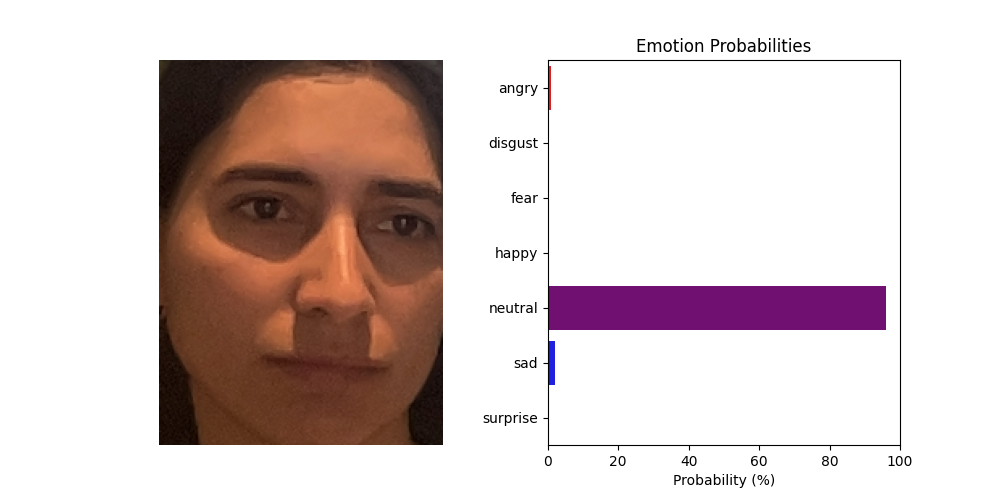 Emotion Probabilities
angry
disgust
fear
happy
neutral
sad
surprise
0 20 40 60 80 100
Probability (%)